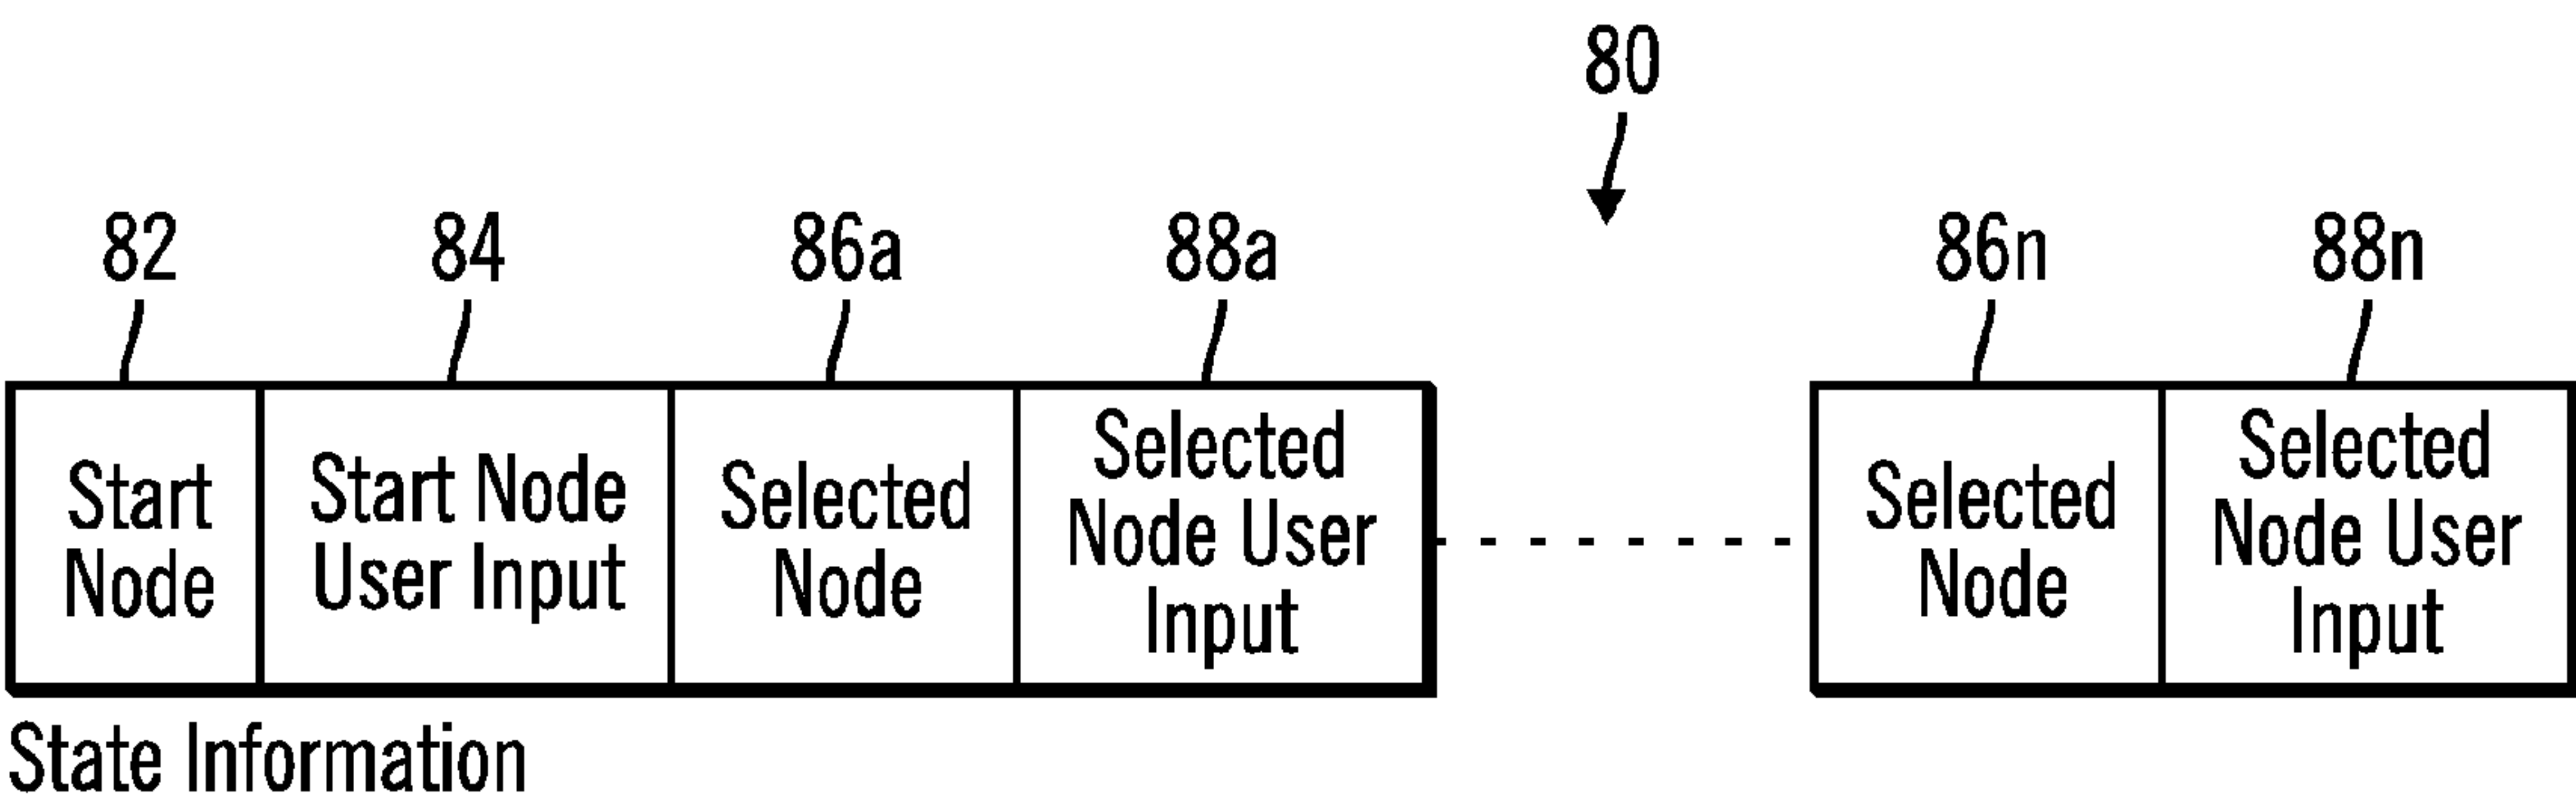 80
82
84
86a
88a
86n
88n
Start
Node
Start Node
User Input
Selected
Node
Selected
Node User
Input
Selected
Node
Selected
Node User
Input
State Information